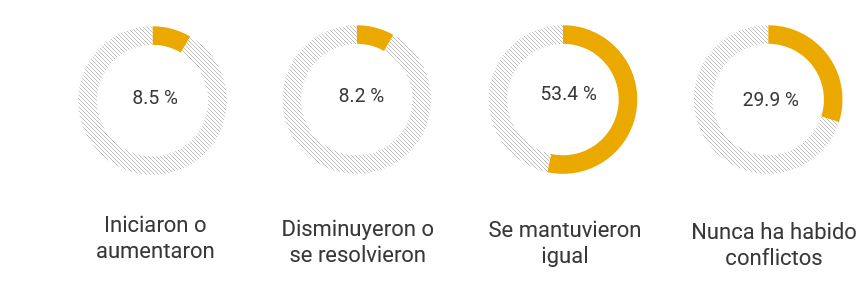 8.5 %
8.2 %
53.4 %
29.9 %
Iniciaron o
aumentaron
Disminuyeron o
se resolvieron
Se mantuvieron
igual
Nunca ha habido
conflictos